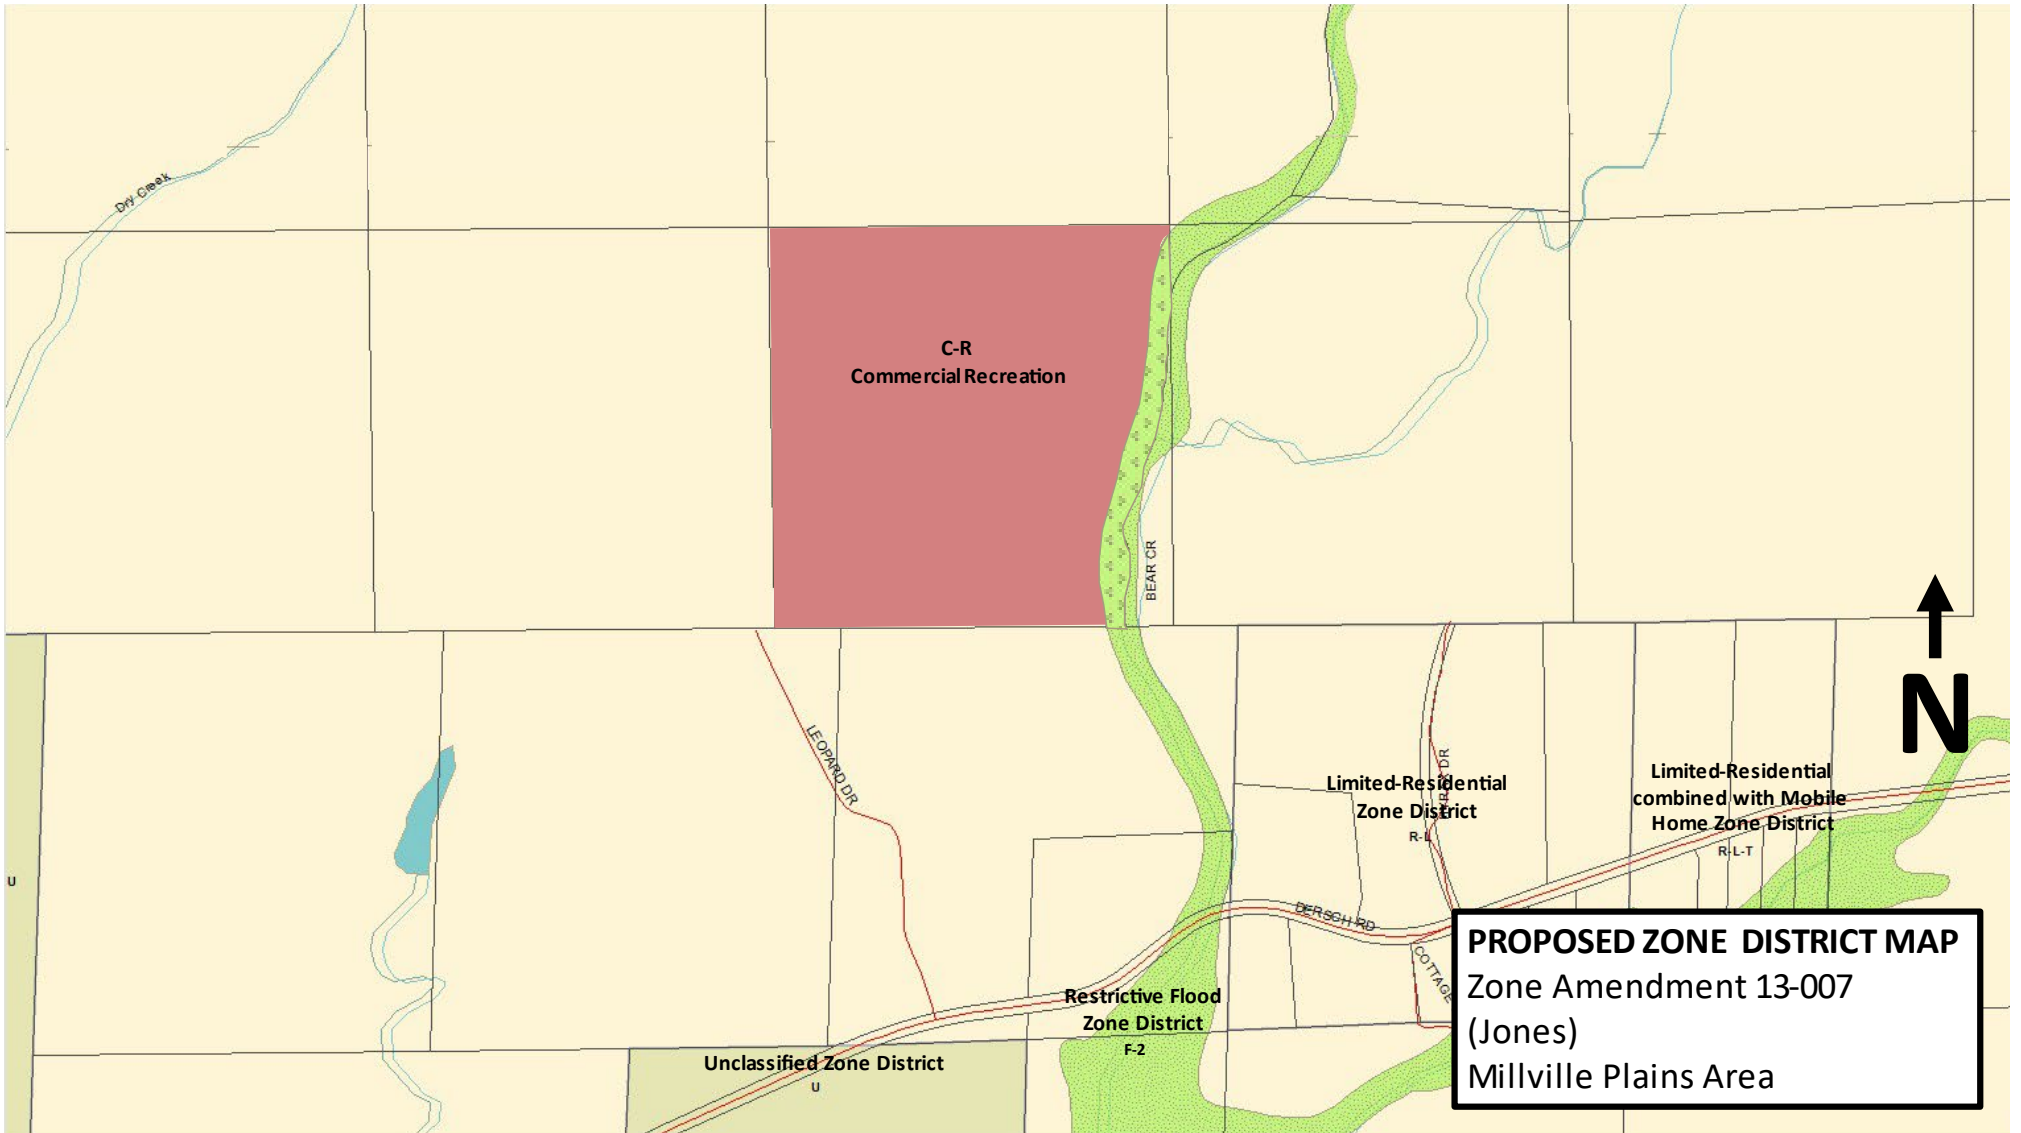 Dry Creek
C-R
Commercial Recreation
BEAR CR
LEOPARD DR
Limited-Residential
Zone District
R-L
DR
Limited-Residential
combined with Mobile
Home Zone District
R-L-T
N
U
DERSCH RD
COTTAGE
Restrictive Flood
Zone District
F-2
Unclassified Zone District
U
PROPOSED ZONE DISTRICT MAP
Zone Amendment 13-007
(Jones)
Millville Plains Area